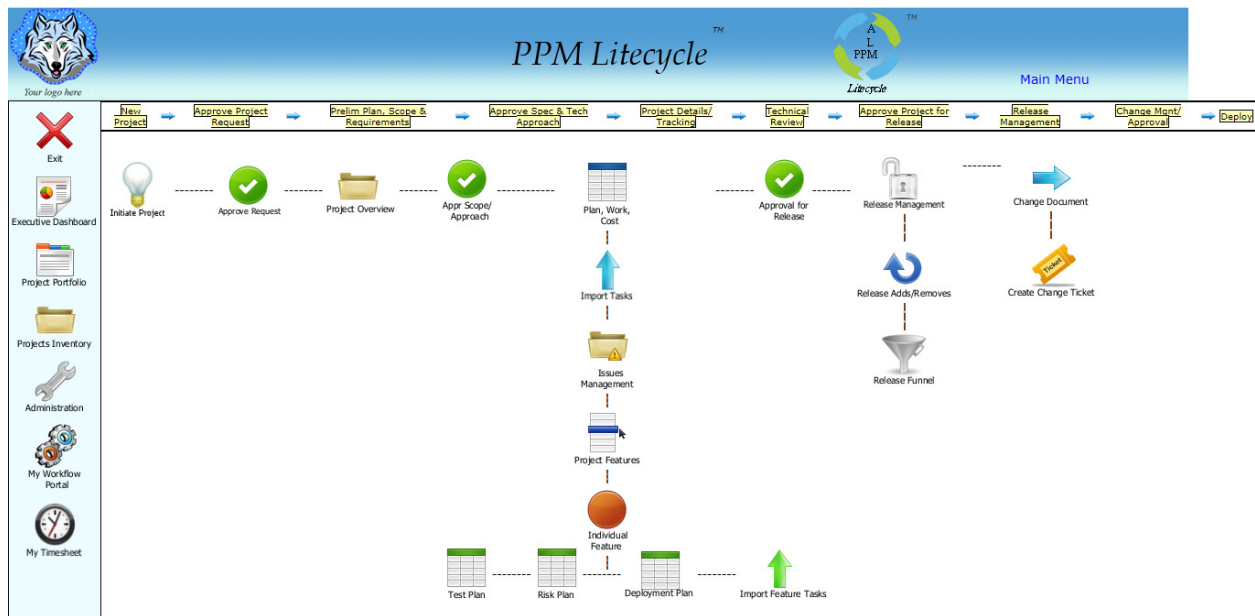 PPM Litecycle
TM
TM
A
L
PPM
Litecycle
Main Menu
Your logo here
New
Project
Approve Project
Request
Prelim Plan, Scope &
Requirements
Approve Spec & Tech
Approach
Project Details/
Tracking
Technical
Review
Approve Project for
Release
Release
Management
Change Mgnt/
Approval
Deploy
Exit
Executive Dashboard
Project Portfolio
Projects Inventory
Administration
My Workflow
Portal
My Timesheet
Initiate Project
Approve Request
Project Overview
Appr Scope/
Approach
Plan, Work,
Cost
Approval for
Release
Release Management
Change Document
Import Tasks
Release Adds/Removes
Ticket
Create Change Ticket
Issues
Management
Release Funnel
Project Features
Individual
Feature
Test Plan
Risk Plan
Deployment Plan
Import Feature Tasks